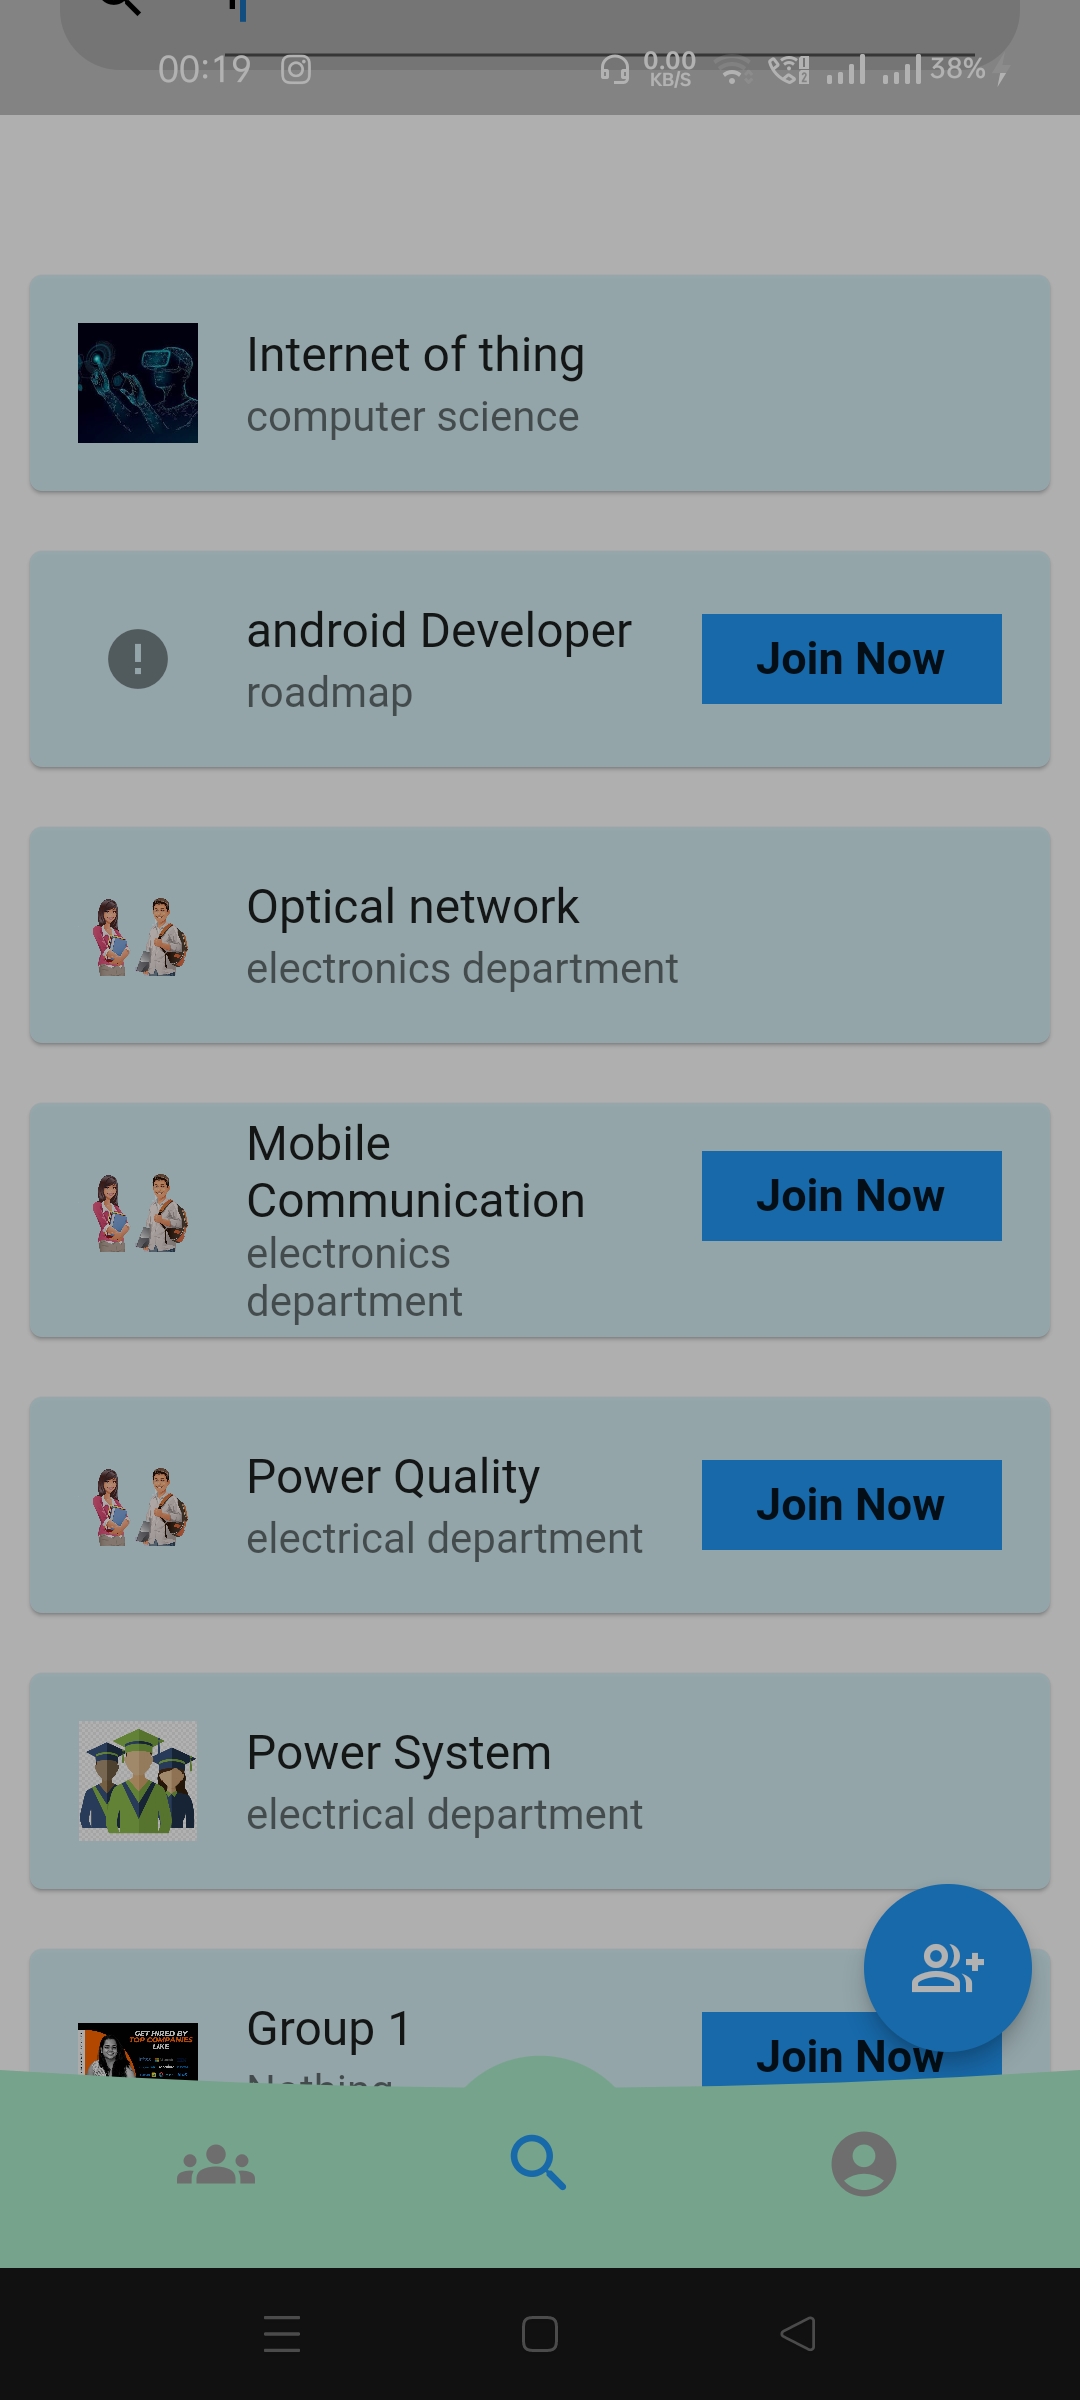 00:19
0.00
KB/S
38%
Internet of thing
computer science
android Developer
roadmap
Join Now
Optical network
electronics department
Mobile
Communication
electronics
department
Join Now
Power Quality
electrical department
Join Now
Power System
electrical department
Group 1
Nothing
Join Now
GET HIRED BY
TOP COMPANIES
LIKE